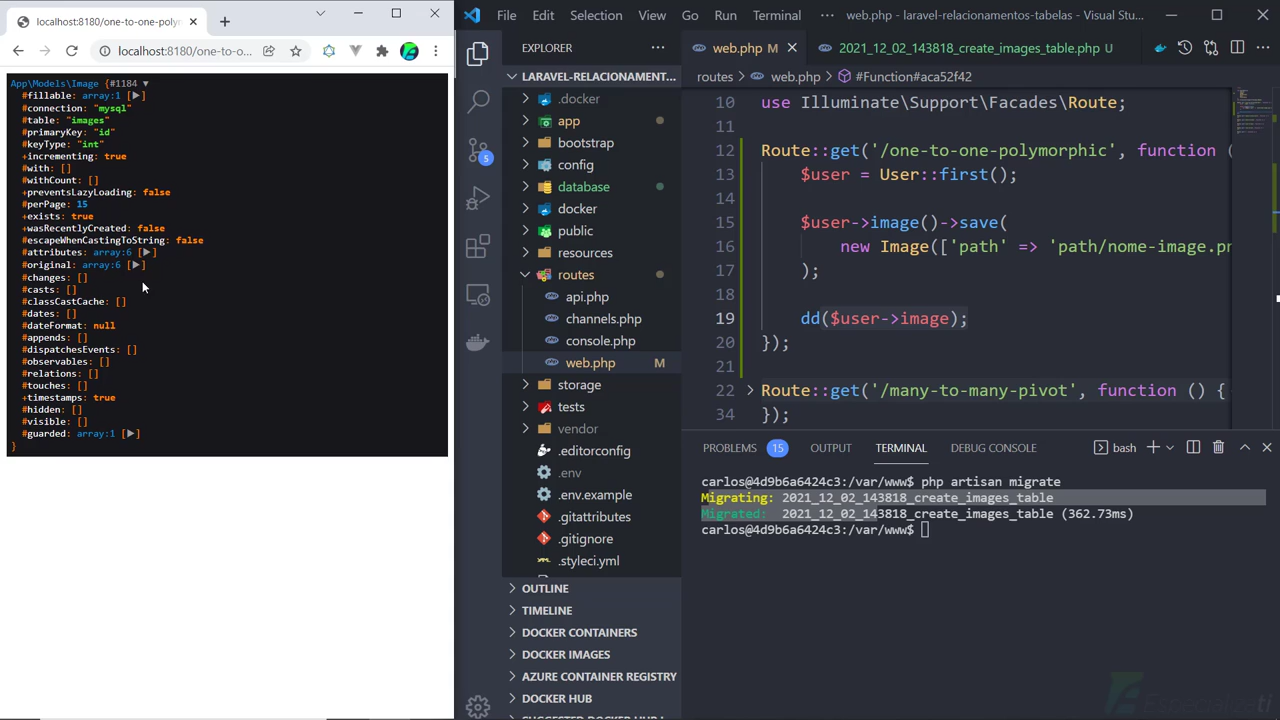 localhost:8180/one-to-one-polym
localhost:8180/one-to-o...
App\Models\Image {#1184 ▼
#fillable: array:1 [▶]
#connection: "mysql"
#table: "images"
#primaryKey: "id"
#keyType: "int"
+incrementing: true
#with: []
#withCount: []
+preventsLazyLoading: false
#perPage: 15
+exists: true
+wasRecentlyCreated: false
#escapeWhenCastingToString: false
#attributes: array:6 [▶]
#original: array:6 [▶]
#changes: []
#casts: []
#classCastCache: []
#dates: []
#dateFormat: null
#appends: []
#dispatchesEvents: []
#observables: []
#relations: []
#touches: []
+timestamps: true
#hidden: []
#visible: []
#guarded: array:1 [▶]
}
File Edit Selection View Go Run Terminal ··· web.php - laravel-relacionamentos-tabelas - Visual Stu...
EXPLORER ···
LARAVEL-RELACIONAMENT...
.docker
app
bootstrap
config
database
docker
public
resources
routes
api.php
channels.php
console.php
web.php M
storage
tests
vendor
.editorconfig
.env
.env.example
.gitattributes
.gitignore
.styleci.yml
OUTLINE
TIMELINE
DOCKER CONTAINERS
DOCKER IMAGES
AZURE CONTAINER REGISTRY
DOCKER HUB
SUGGESTED DOCKER HUB I
5
web.php M 2021_12_02_143818_create_images_table.php U
routes > web.php > #Function#aca52f42
10 use Illuminate\Support\Facades\Route;
11
12 Route::get('/one-to-one-polymorphic', function (
13 $user = User::first();
14
15 $user->image()->save(
16 new Image(['path' => 'path/nome-image.pn
17 );
18
19 dd($user->image);
20 });
21
22 Route::get('/many-to-many-pivot', function () {
34 });
PROBLEMS 15 OUTPUT TERMINAL DEBUG CONSOLE bash
carlos@4d9b6a6424c3:/var/www$ php artisan migrate
Migrating: 2021_12_02_143818_create_images_table
Migrated: 2021_12_02_143818_create_images_table (362.73ms)
carlos@4d9b6a6424c3:/var/www$
Especializati